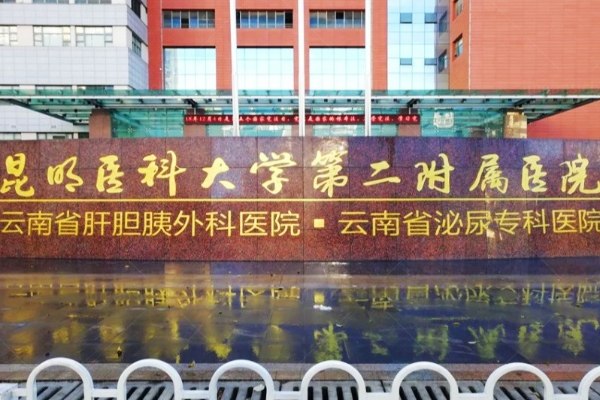 昆明医科大学第二附属医院
云南省肝胆胰外科医院 ▪ 云南省泌尿专科医院